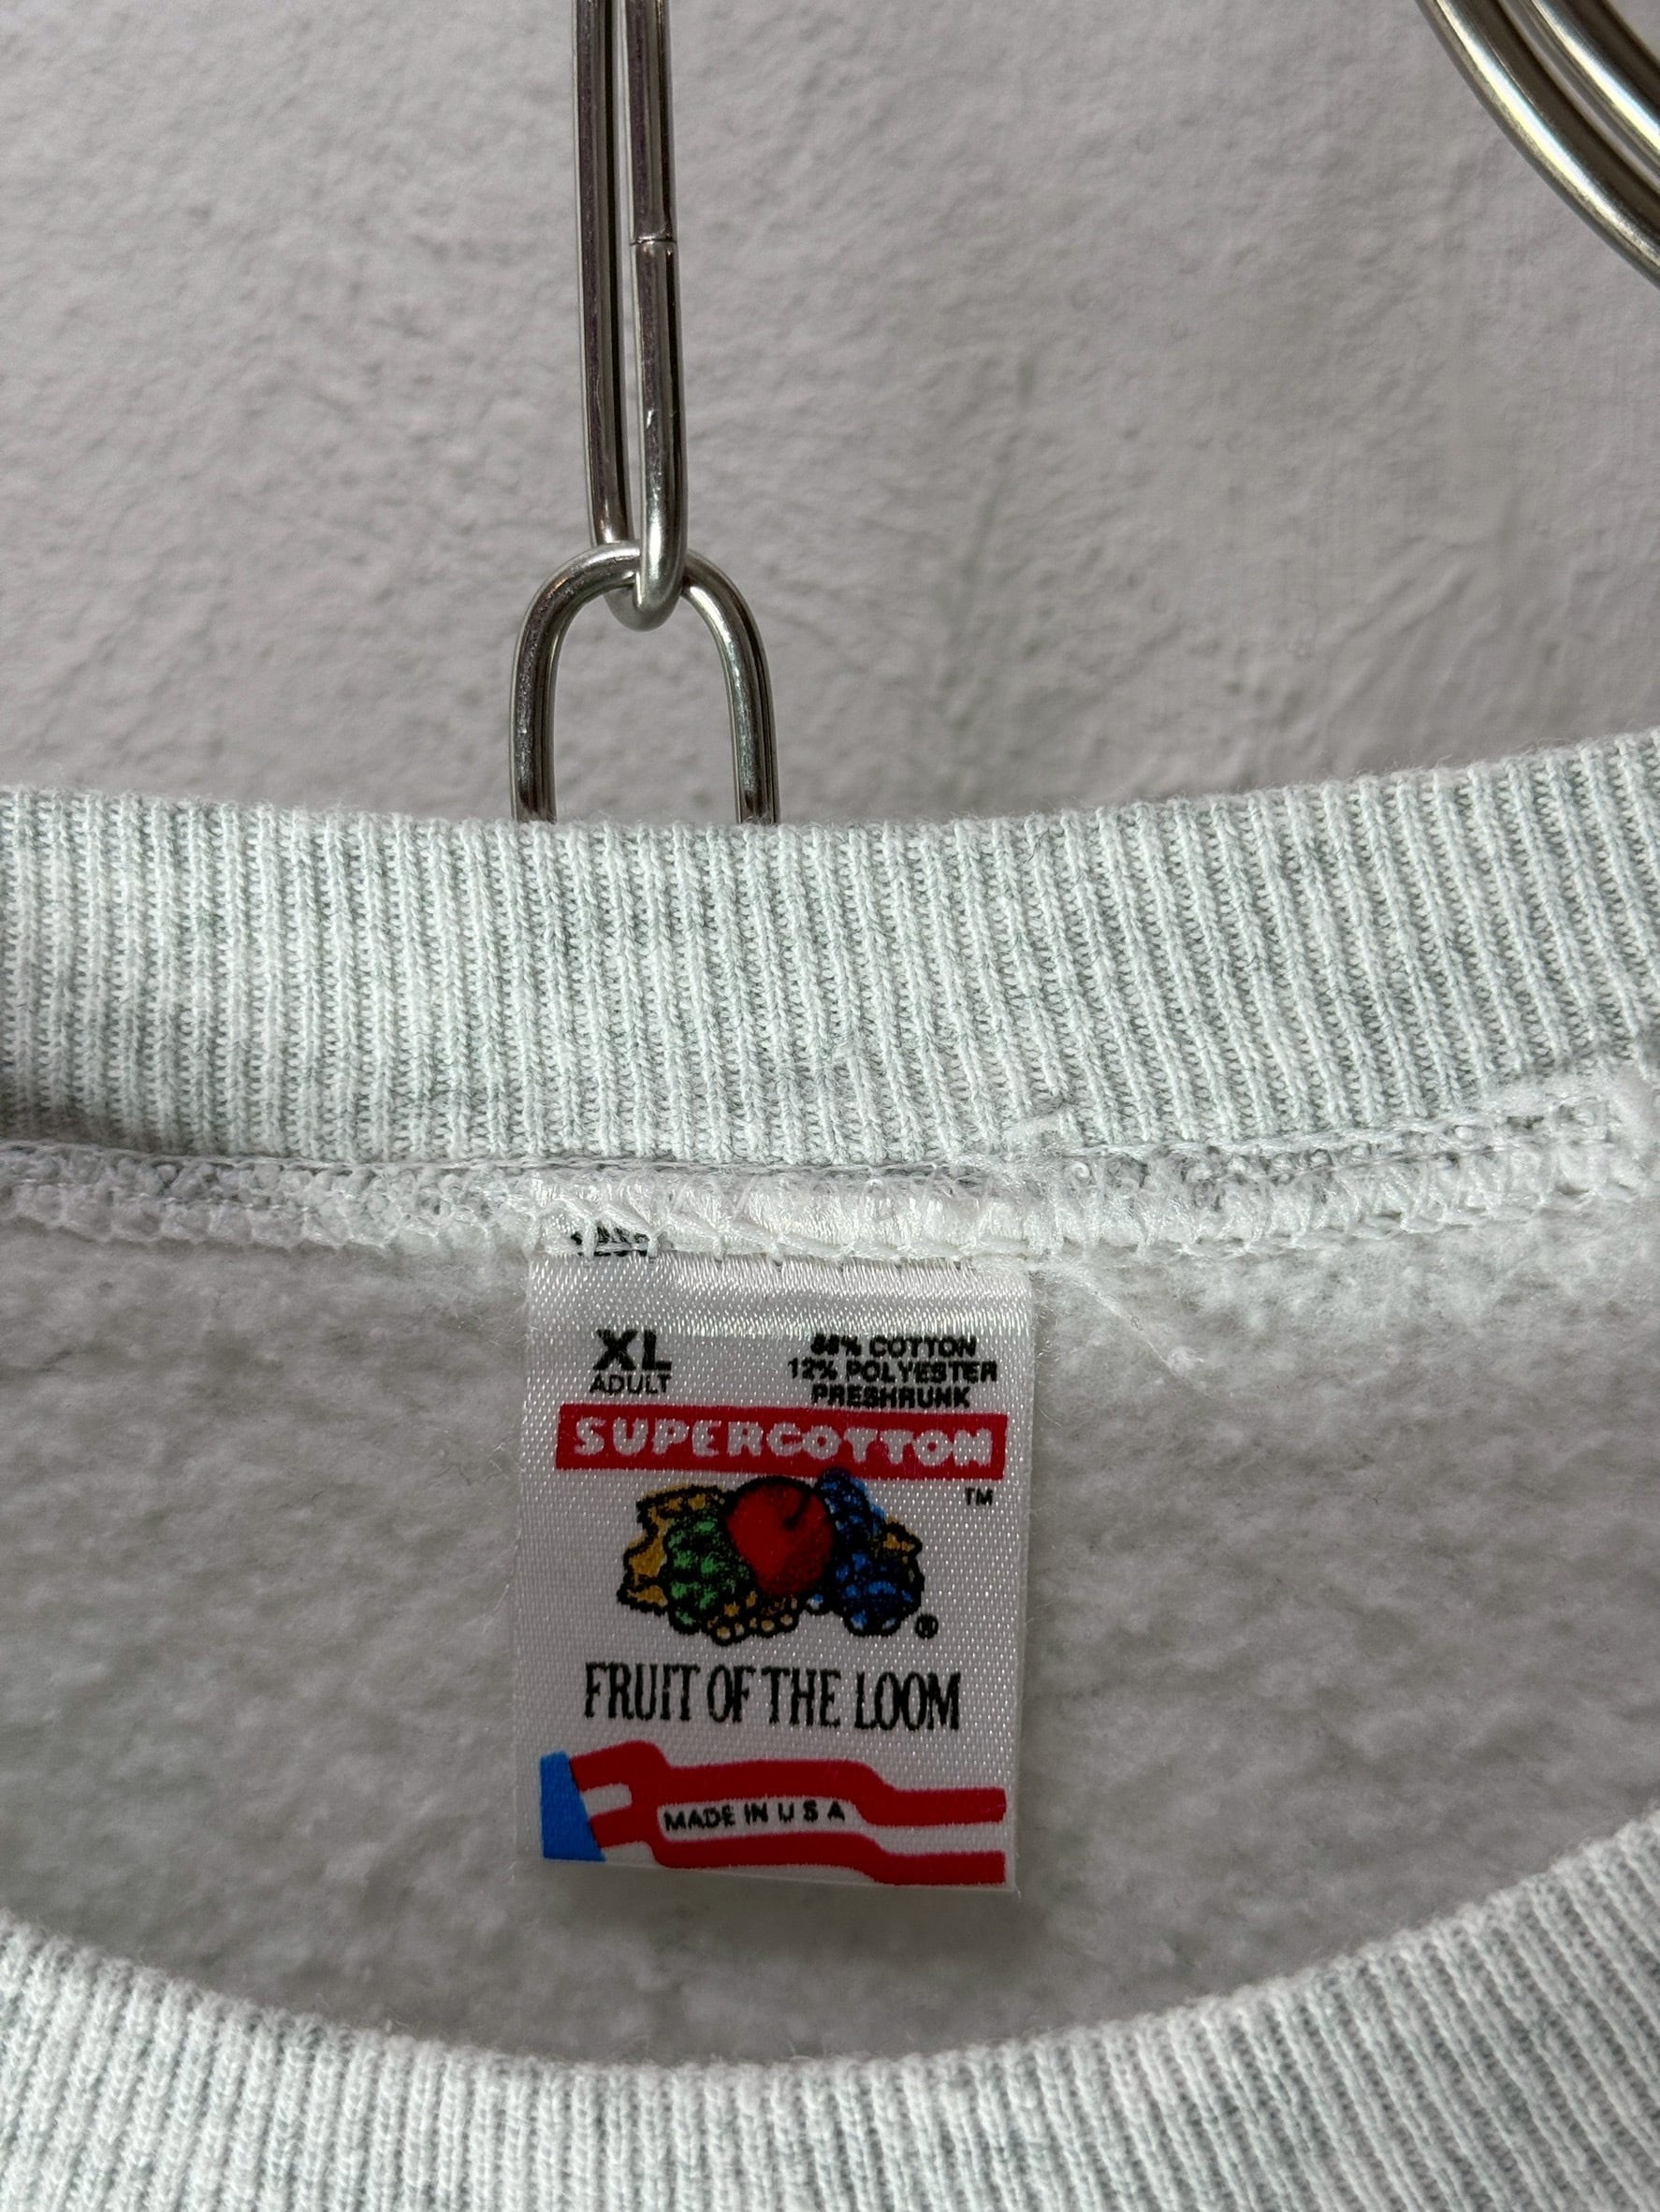 XL
ADULT
88% COTTON
12% POLYESTER
PRESHRUNK
SUPERCOTTON
TM
®
FRUIT OF THE LOOM
MADE IN U S A